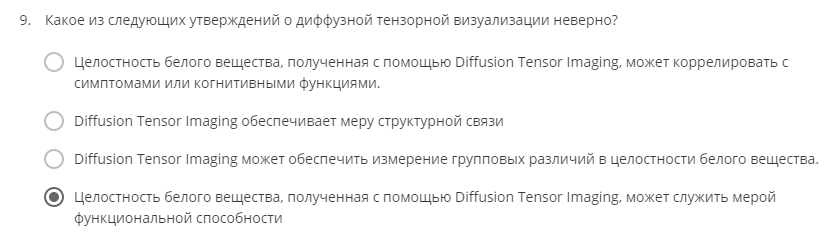 9. Какое из следующих утверждений о диффузной тензорной визуализации неверно?
Целостность белого вещества, полученная с помощью Diffusion Tensor Imaging, может коррелировать с
симптомами или когнитивными функциями.
Diffusion Tensor Imaging обеспечивает меру структурной связи
Diffusion Tensor Imaging может обеспечить измерение групповых различий в целостности белого вещества.
Целостность белого вещества, полученная с помощью Diffusion Tensor Imaging, может служить мерой
функциональной способности